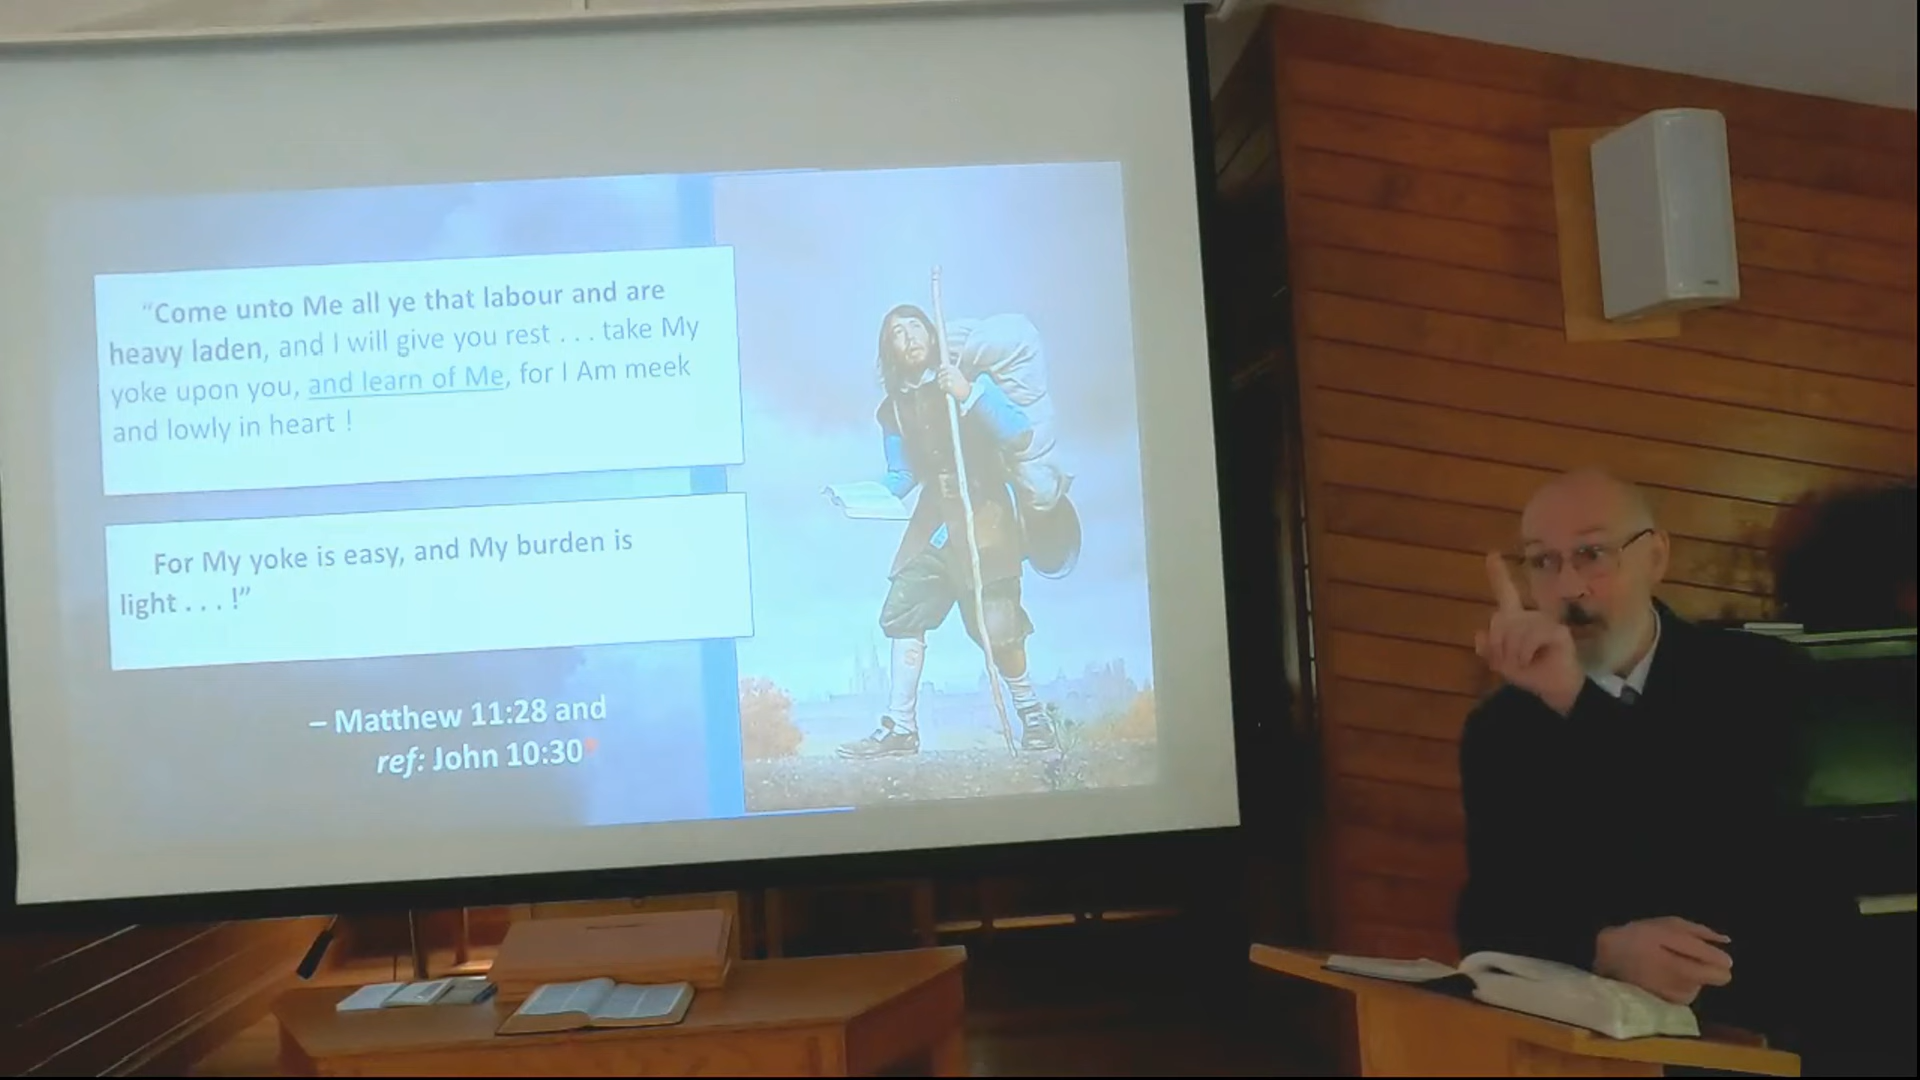 “Come unto Me all ye that labour and are
heavy laden, and I will give you rest . . . take My
yoke upon you, and learn of Me, for I Am meek
and lowly in heart !
For My yoke is easy, and My burden is
light . . . !”
– Matthew 11:28 and
ref: John 10:30*